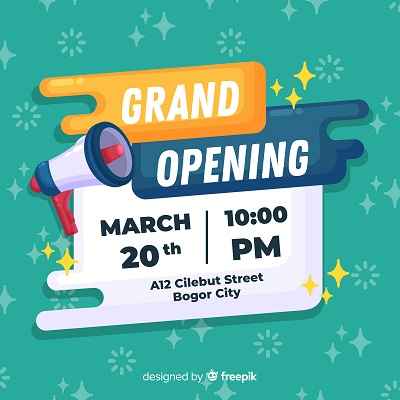 GRAND
OPENING
MARCH
20th
10:00
PM
A12 Cilebut Street
Bogor City
designed by freepik